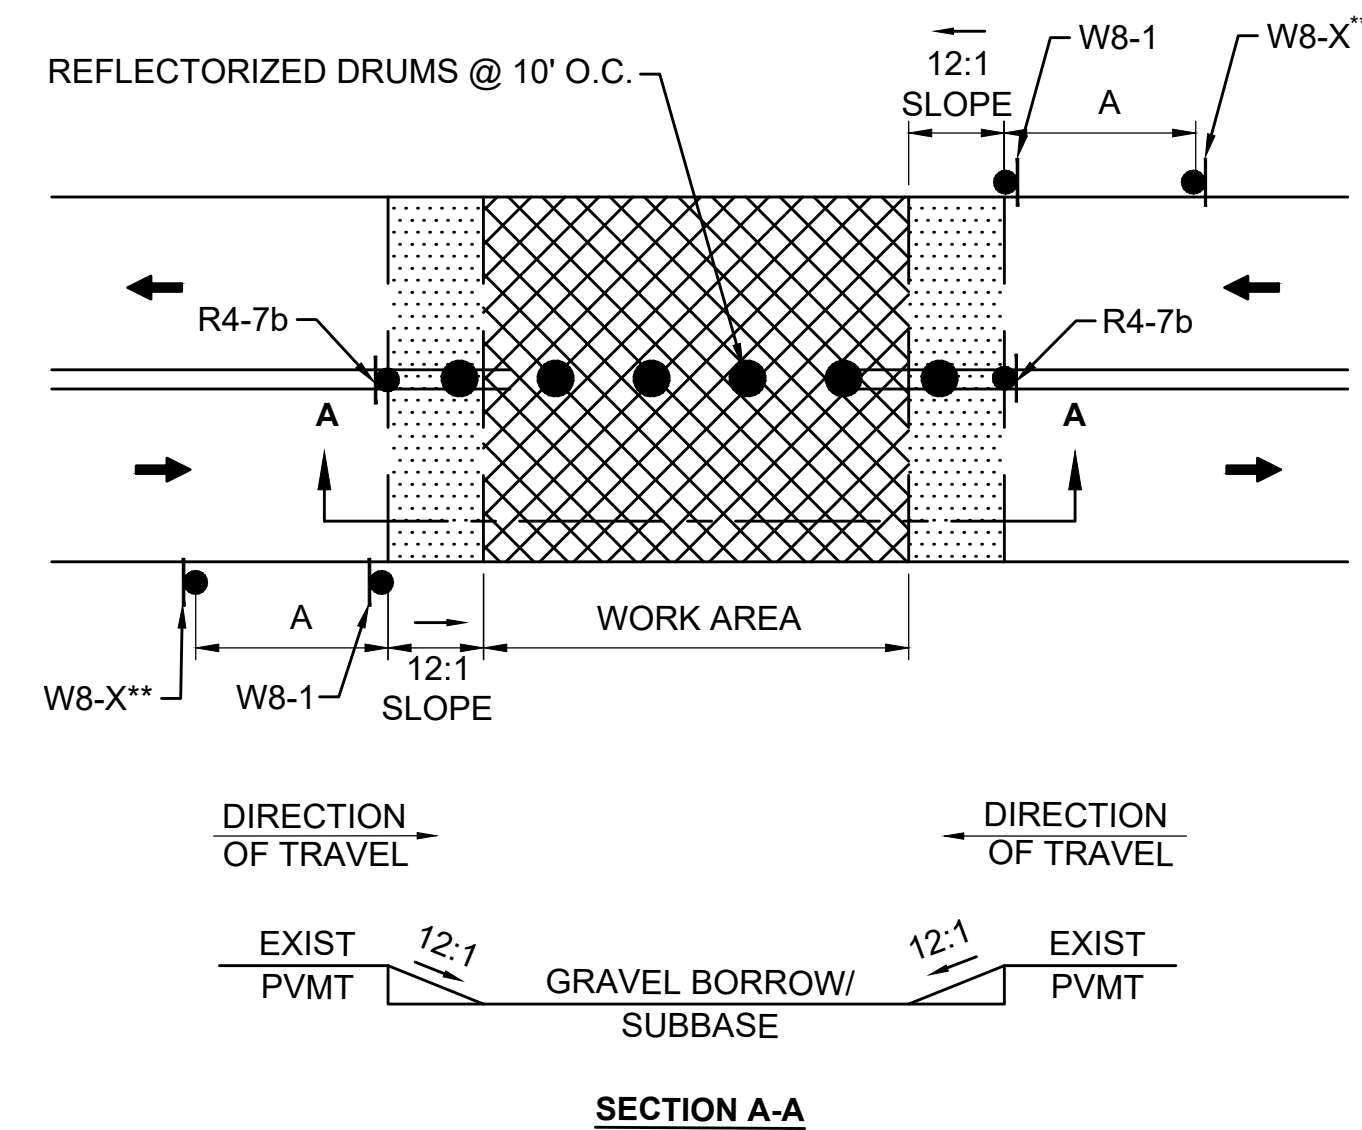 W8-1
W8-X**
REFLECTORIZED DRUMS @ 10' O.C.
12:1
SLOPE
A
R4-7b
R4-7b
A
A
A
WORK AREA
12:1
SLOPE
W8-X**
W8-1
DIRECTION
OF TRAVEL
DIRECTION
OF TRAVEL
EXIST
PVMT
12:1
GRAVEL BORROW/
SUBBASE
12:1
EXIST
PVMT
SECTION A-A